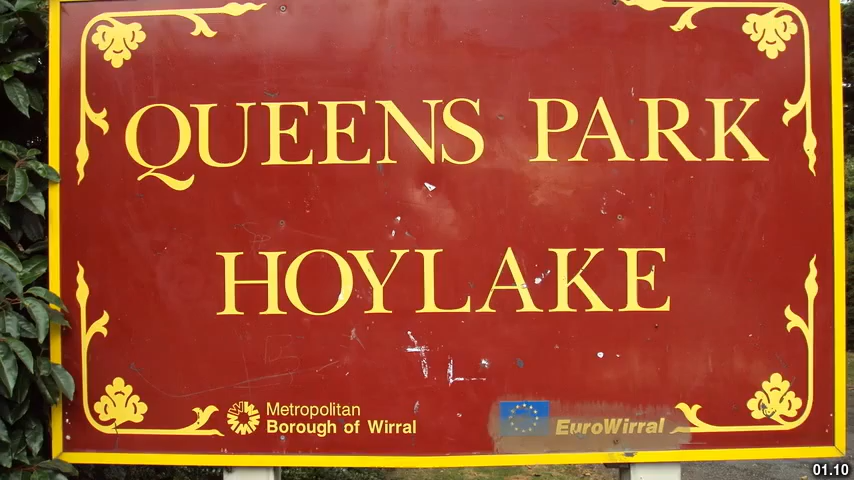 QUEENS PARK
HOYLAKE
Metropolitan
Borough of Wirral
EuroWirral
01.10